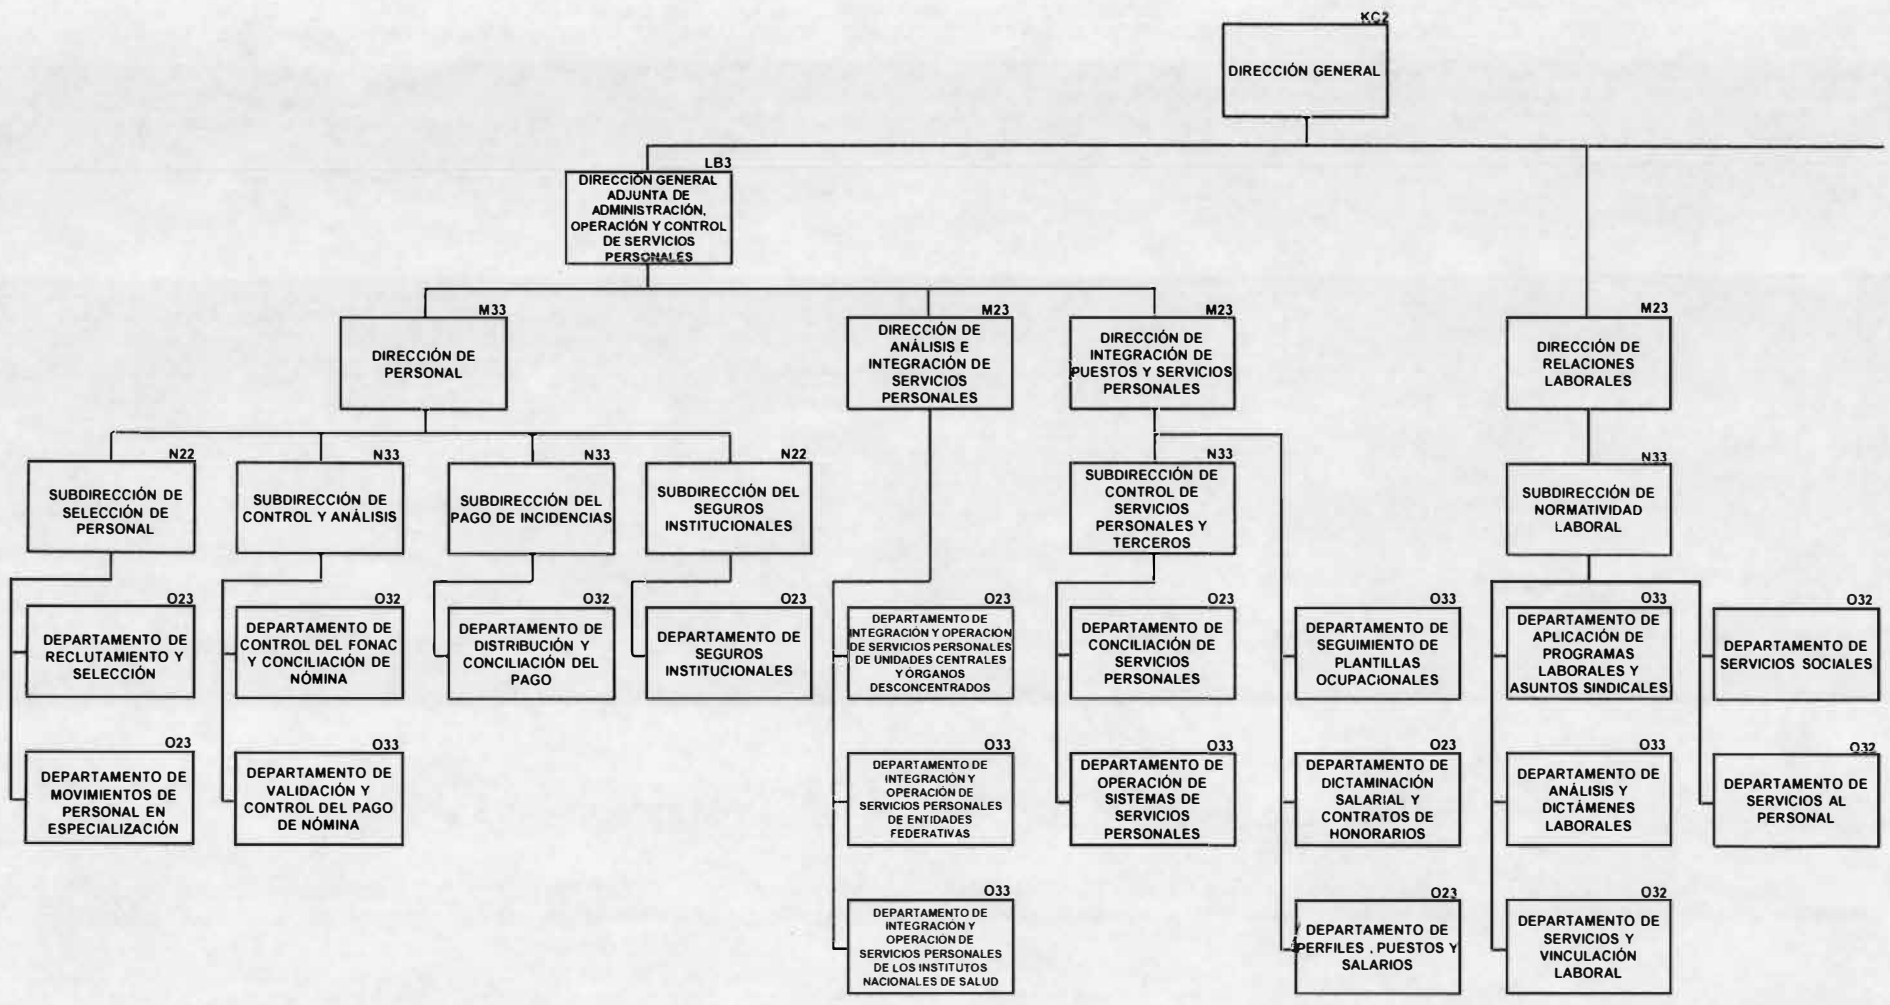 KC2
DIRECCIÓN GENERAL
LB3
DIRECCIÓN GENERAL
ADJUNTA DE
ADMINISTRACIÓN,
OPERACIÓN Y CONTROL
DE SERVICIOS
PERSONALES
M33
DIRECCIÓN DE
PERSONAL
M23
DIRECCIÓN DE
ANÁLISIS E
INTEGRACIÓN DE
SERVICIOS
PERSONALES
M23
DIRECCIÓN DE
INTEGRACIÓN DE
PUESTOS Y SERVICIOS
PERSONALES
M23
DIRECCIÓN DE
RELACIONES
LABORALES
N22
SUBDIRECCIÓN DE
SELECCIÓN DE
PERSONAL
N33
SUBDIRECCIÓN DE
CONTROL Y ANÁLISIS
N33
SUBDIRECCIÓN DEL
PAGO DE INCIDENCIAS
N22
SUBDIRECCIÓN DEL
SEGUROS
INSTITUCIONALES
N33
SUBDIRECCIÓN DE
CONTROL DE
SERVICIOS
PERSONALES Y
TERCEROS
N33
SUBDIRECCIÓN DE
NORMATIVIDAD
LABORAL
O23
DEPARTAMENTO DE
RECLUTAMIENTO Y
SELECCIÓN
O32
DEPARTAMENTO DE
CONTROL DEL FONAC
Y CONCILIACIÓN DE
NÓMINA
O32
DEPARTAMENTO DE
DISTRIBUCIÓN Y
CONCILIACIÓN DEL
PAGO
O23
DEPARTAMENTO DE
SEGUROS
INSTITUCIONALES
O23
DEPARTAMENTO DE
INTEGRACIÓN Y OPERACIÓN
DE SERVICIOS PERSONALES
DE UNIDADES CENTRALES
Y ÓRGANOS
DESCONCENTRADOS
O23
DEPARTAMENTO DE
CONCILIACIÓN DE
SERVICIOS
PERSONALES
O33
DEPARTAMENTO DE
SEGUIMIENTO DE
PLANTILLAS
OCUPACIONALES
O33
DEPARTAMENTO DE
APLICACIÓN DE
PROGRAMAS
LABORALES Y
ASUNTOS SINDICALES
O32
DEPARTAMENTO DE
SERVICIOS SOCIALES
O23
DEPARTAMENTO DE
MOVIMIENTOS DE
PERSONAL EN
ESPECIALIZACIÓN
O33
DEPARTAMENTO DE
VALIDACIÓN Y
CONTROL DEL PAGO
DE NÓMINA
O33
DEPARTAMENTO DE
INTEGRACIÓN Y
OPERACIÓN DE
SERVICIOS PERSONALES
DE ENTIDADES
FEDERATIVAS
O33
DEPARTAMENTO DE
OPERACIÓN DE
SISTEMAS DE
SERVICIOS
PERSONALES
O23
DEPARTAMENTO DE
DICTAMINACIÓN
SALARIAL Y
CONTRATOS DE
HONORARIOS
O33
DEPARTAMENTO DE
ANÁLISIS Y
DICTÁMENES
LABORALES
O32
DEPARTAMENTO DE
SERVICIOS AL
PERSONAL
O33
DEPARTAMENTO DE
INTEGRACIÓN Y
OPERACIÓN DE
SERVICIOS PERSONALES
DE LOS INSTITUTOS
NACIONALES DE SALUD
O23
DEPARTAMENTO DE
PERFILES , PUESTOS Y
SALARIOS
O32
DEPARTAMENTO DE
SERVICIOS Y
VINCULACIÓN
LABORAL